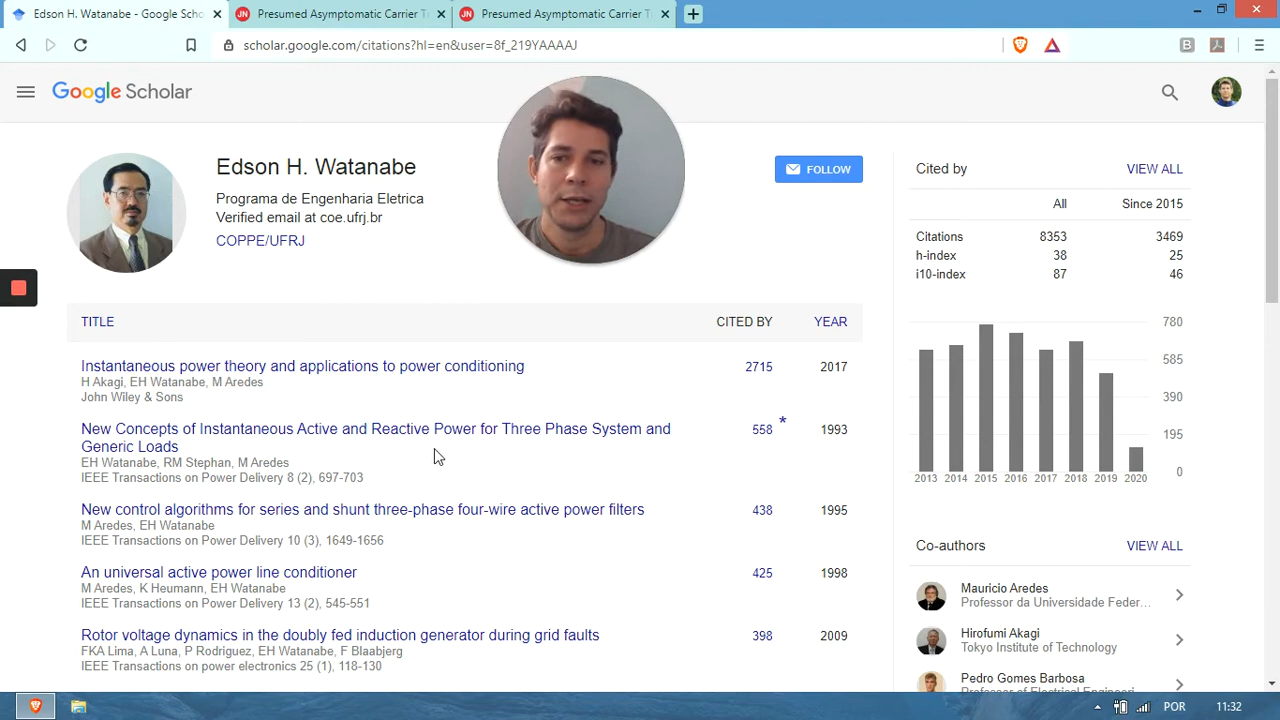 Edson H. Watanabe - Google Scho
JN Presumed Asymptomatic Carrier T
JN Presumed Asymptomatic Carrier T
scholar.google.com/citations?hl=en&user=8f_219YAAAAJ
Google Scholar
Edson H. Watanabe
Programa de Engenharia Eletrica
Verified email at coe.ufrj.br
COPPE/UFRJ
FOLLOW
TITLE CITED BY YEAR
Instantaneous power theory and applications to power conditioning 2715 2017
H Akagi, EH Watanabe, M Aredes
John Wiley & Sons
New Concepts of Instantaneous Active and Reactive Power for Three Phase System and 558 * 1993
Generic Loads
EH Watanabe, RM Stephan, M Aredes
IEEE Transactions on Power Delivery 8 (2), 697-703
New control algorithms for series and shunt three-phase four-wire active power filters 438 1995
M Aredes, EH Watanabe
IEEE Transactions on Power Delivery 10 (3), 1649-1656
An universal active power line conditioner 425 1998
M Aredes, K Heumann, EH Watanabe
IEEE Transactions on Power Delivery 13 (2), 545-551
Rotor voltage dynamics in the doubly fed induction generator during grid faults 398 2009
FKA Lima, A Luna, P Rodriguez, EH Watanabe, F Blaabjerg
IEEE Transactions on power electronics 25 (1), 118-130
Cited by VIEW ALL
All Since 2015
Citations 8353 3469
h-index 38 25
i10-index 87 46
780
585
390
195
0
2013 2014 2015 2016 2017 2018 2019 2020
Co-authors VIEW ALL
Mauricio Aredes
Professor da Universidade Feder…
Hirofumi Akagi
Tokyo Institute of Technology
Pedro Gomes Barbosa
Professor of Electrical Engineeri…
POR 11:32